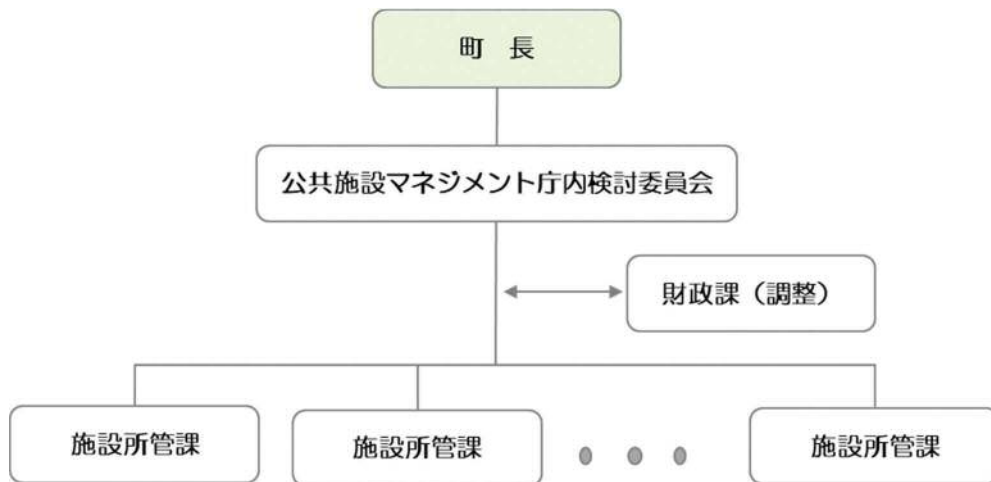 町　長
公共施設マネジメント庁内検討委員会
財政課（調整）
施設所管課
施設所管課
施設所管課